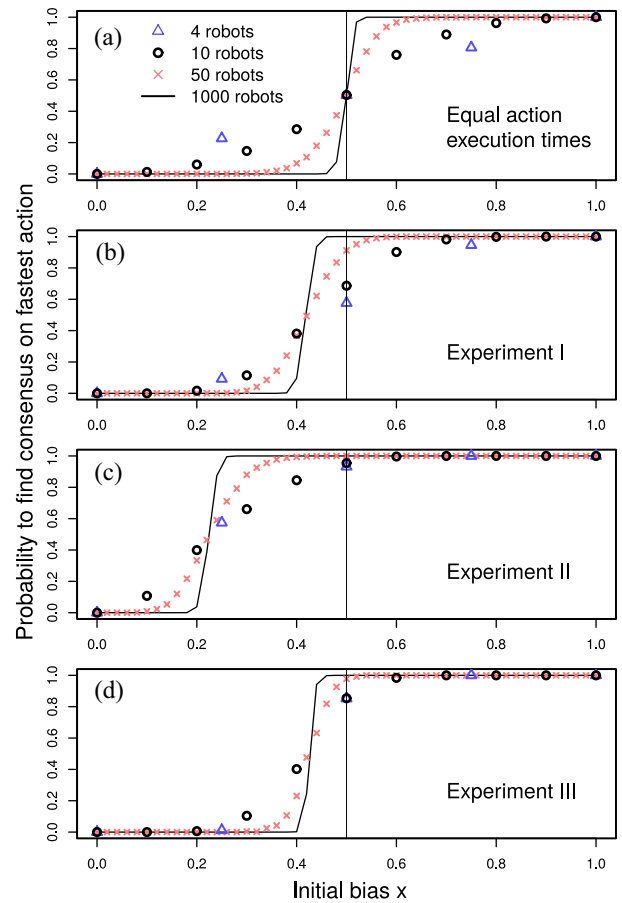 Probability to find consensus on fastest action
(a)
4 robots
10 robots
50 robots
1000 robots
Equal action
execution times
0.0 0.2 0.4 0.6 0.8 1.0
0.0 0.2 0.4 0.6 0.8 1.0
(b)
Experiment I
0.0 0.2 0.4 0.6 0.8 1.0
0.0 0.2 0.4 0.6 0.8 1.0
(c)
Experiment II
0.0 0.2 0.4 0.6 0.8 1.0
0.0 0.2 0.4 0.6 0.8 1.0
(d)
Experiment III
0.0 0.2 0.4 0.6 0.8 1.0
0.0 0.2 0.4 0.6 0.8 1.0
Initial bias x